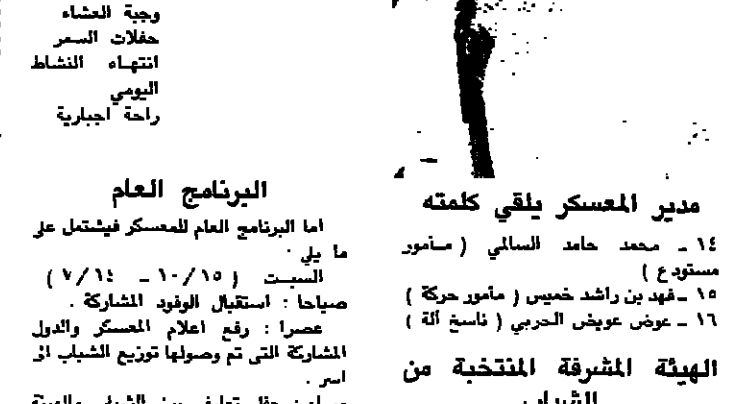 مدير المعسكر يلقي كلمته
١٤ ـ محمد حامد السالمي ( مأمور
مستودع )
١٥ ـ فهد بن راشد خميس ( مأمور حركة )
١٦ ـ عوض عويض الحربي ( ناسخ آلة )
الهيئة المشرفة المنتخبة من
الشباب
وجبة العشاء
حفلات السمر
انتهاء النشاط
اليومي
راحة اجبارية
البرنامج العام
اما البرنامج العام للمعسكر فيشتمل على
ما يلي ·
السبت ( ١٠/١٥ ـ ٧/١٤ )
صباحا : استقبال الوفود المشاركة .
عصرا : رفع اعلام المعسكر والدول
المشاركة التى تم وصولها توزيع الشباب الى
اسر .